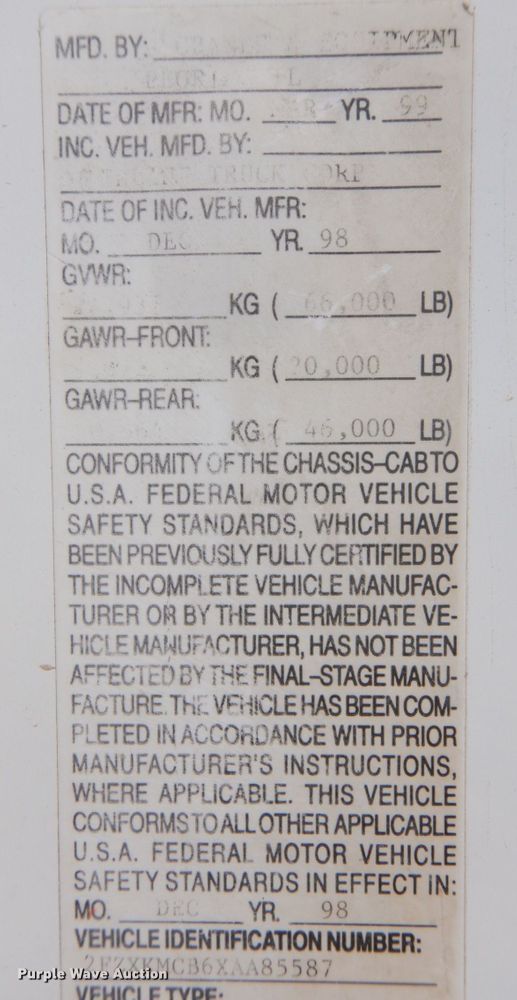 MFD. BY: EQUIPMENT
DATE OF MFR: MO. YR. 99
INC. VEH. MFD. BY:
TRUCK CORP
DATE OF INC. VEH. MFR:
MO. DEC YR. 98
GVWR:
KG ( 66,000 LB)
GAWR-FRONT:
KG ( 20,000 LB)
GAWR-REAR:
KG ( 46,000 LB)
CONFORMITY OF THE CHASSIS-CAB TO
U.S.A. FEDERAL MOTOR VEHICLE
SAFETY STANDARDS, WHICH HAVE
BEEN PREVIOUSLY FULLY CERTIFIED BY
THE INCOMPLETE VEHICLE MANUFAC-
TURER OR BY THE INTERMEDIATE VE-
HICLE MANUFACTURER, HAS NOT BEEN
AFFECTED BY THE FINAL-STAGE MANU-
FACTURE. THE VEHICLE HAS BEEN COM-
PLETED IN ACCORDANCE WITH PRIOR
MANUFACTURER'S INSTRUCTIONS,
WHERE APPLICABLE. THIS VEHICLE
CONFORMS TO ALL OTHER APPLICABLE
U.S.A. FEDERAL MOTOR VEHICLE
SAFETY STANDARDS IN EFFECT IN:
MO. DEC YR. 98
VEHICLE IDENTIFICATION NUMBER:
2FZXKMCB6XAA85587
Purple Wave Auction
VEHICLE TYPE: